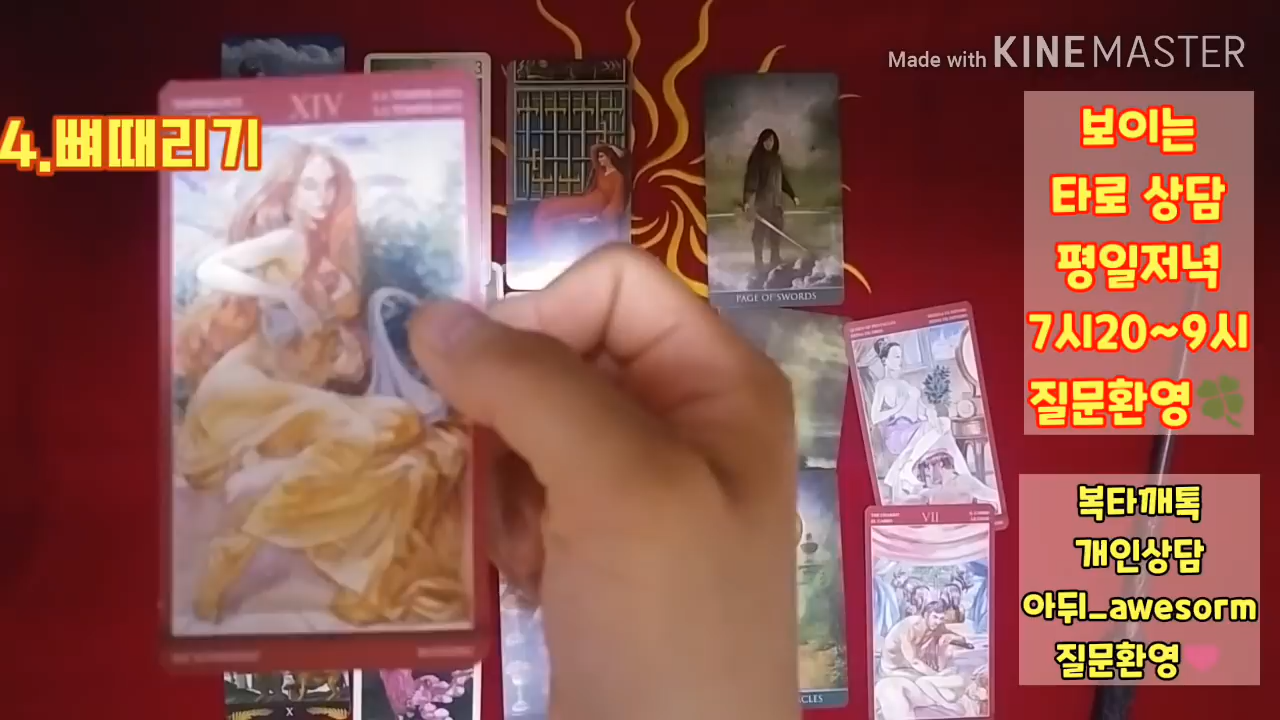 Made with KINEMASTER
4.뼈때리기
보이는
타로 상담
평일저녁
7시20~9시
질문환영
복타깨톡
개인상담
아뒤_awesorm
질문환영
XIV
3
PAGE OF SWORDS
VII
X